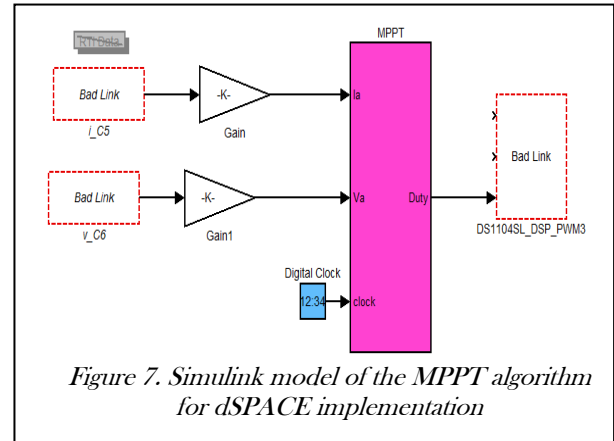 MPPT
RTI Data
Bad Link
-K-
Ia
i_C5
Gain
Bad Link
Bad Link
-K-
Va
Duty
v_C6
Gain1
DS1104SL_DSP_PWM3
Digital Clock
12:34
clock
Figure 7. Simulink model of the MPPT algorithm
for dSPACE implementation